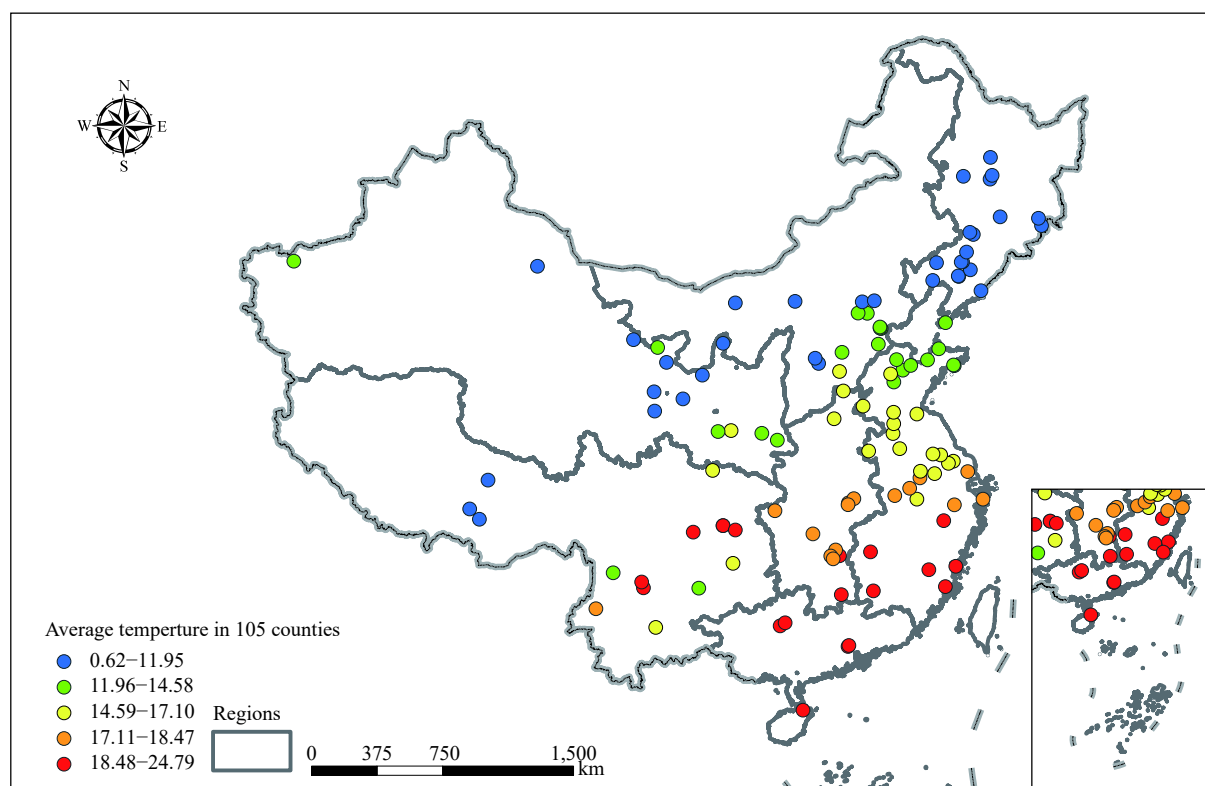 N
W E
S
Average temperture in 105 counties
0.62−11.95
11.96−14.58
14.59−17.10
17.11−18.47
18.48−24.79
Regions
0 375 750 1,500
km